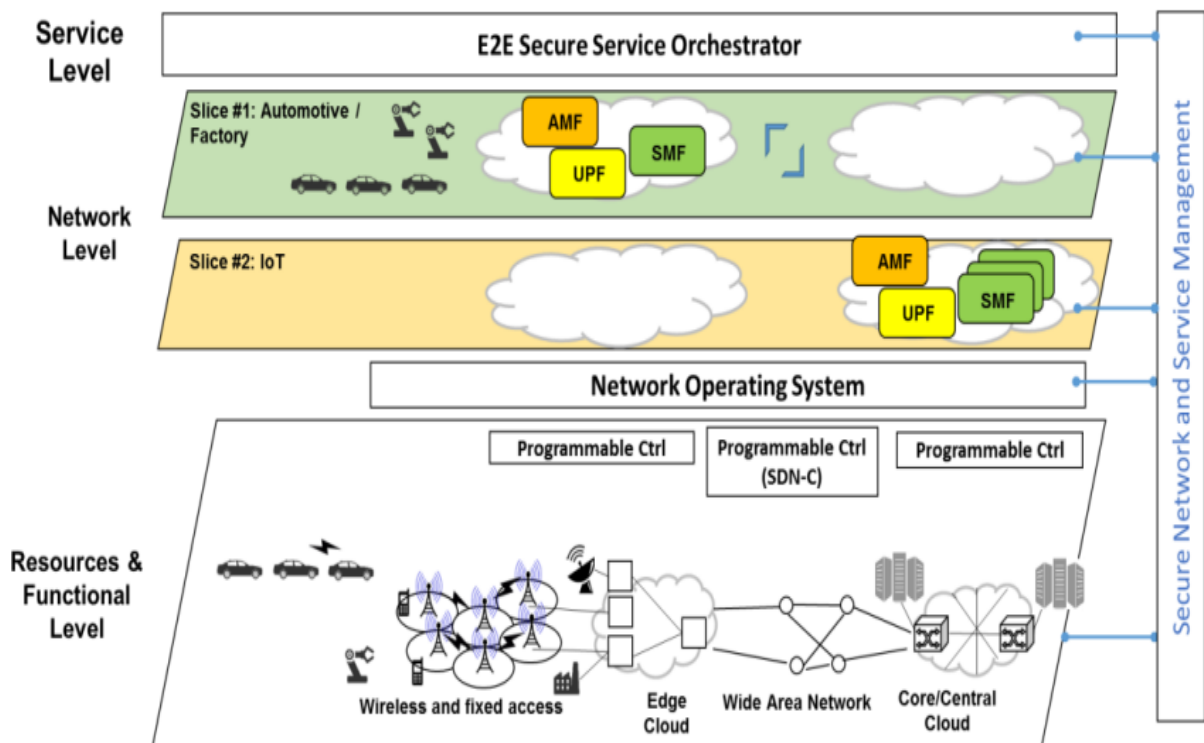 Service
Level
E2E Secure Service Orchestrator
Slice #1: Automotive /
Factory
AMF
SMF
UPF
Network
Level
Slice #2: IoT
AMF
UPF
SMF
Network Operating System
Programmable Ctrl
Programmable Ctrl
(SDN-C)
Programmable Ctrl
Resources &
Functional
Level
Wireless and fixed access
Edge
Cloud
Wide Area Network
Core/Central
Cloud
Secure Network and Service Management